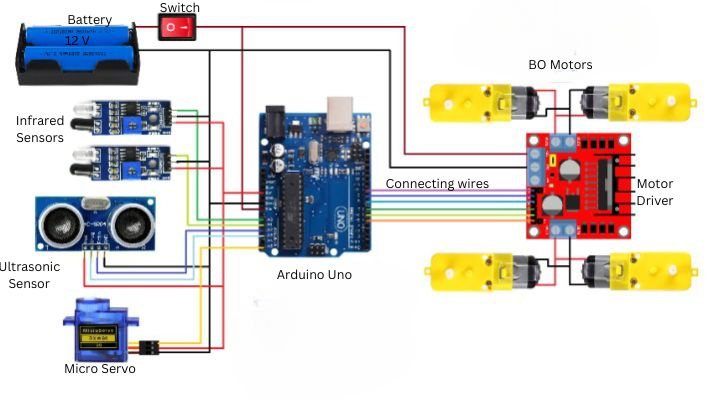 Battery
12 V
Switch
BO Motors
Infrared
Sensors
Connecting wires
Motor
Driver
UNO
Ultrasonic
Sensor
Arduino Uno
Micro Servo